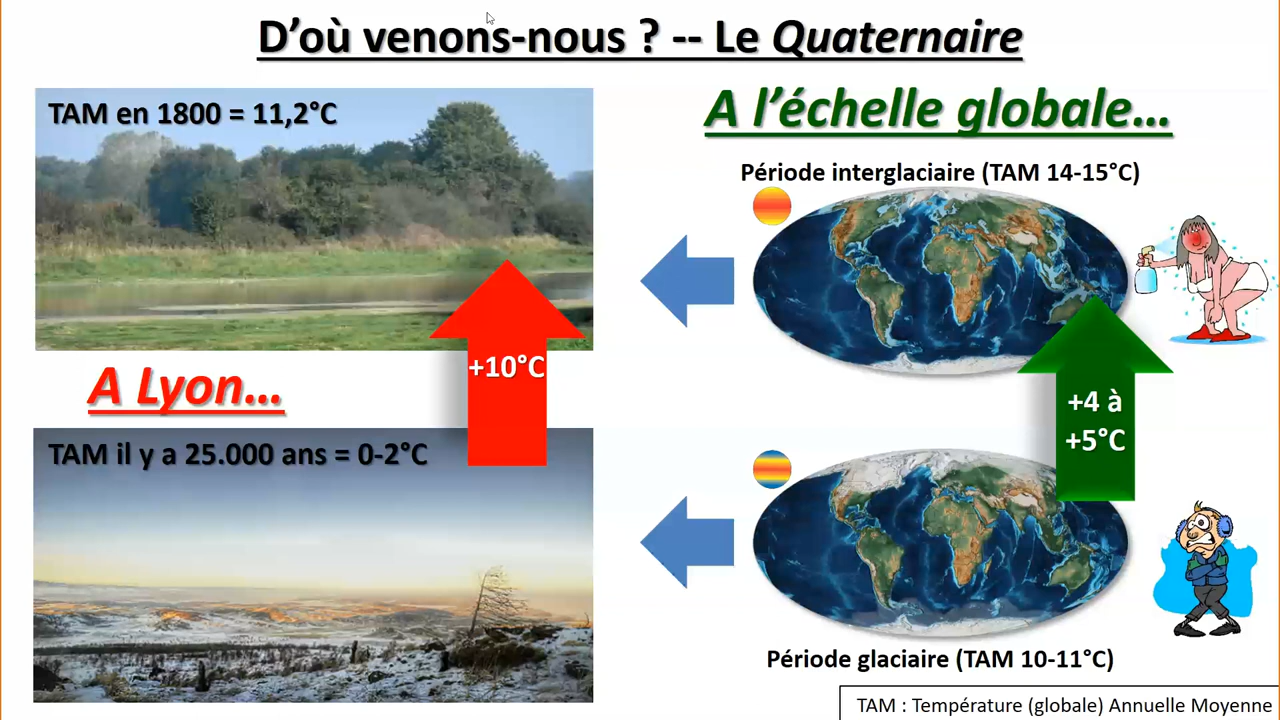 D’où venons-nous ? -- Le Quaternaire
TAM en 1800 = 11,2°C
A l’échelle globale…
Période interglaciaire (TAM 14-15°C)
+10°C
A Lyon…
+4 à
+5°C
TAM il y a 25.000 ans = 0-2°C
Période glaciaire (TAM 10-11°C)
TAM : Température (globale) Annuelle Moyenne